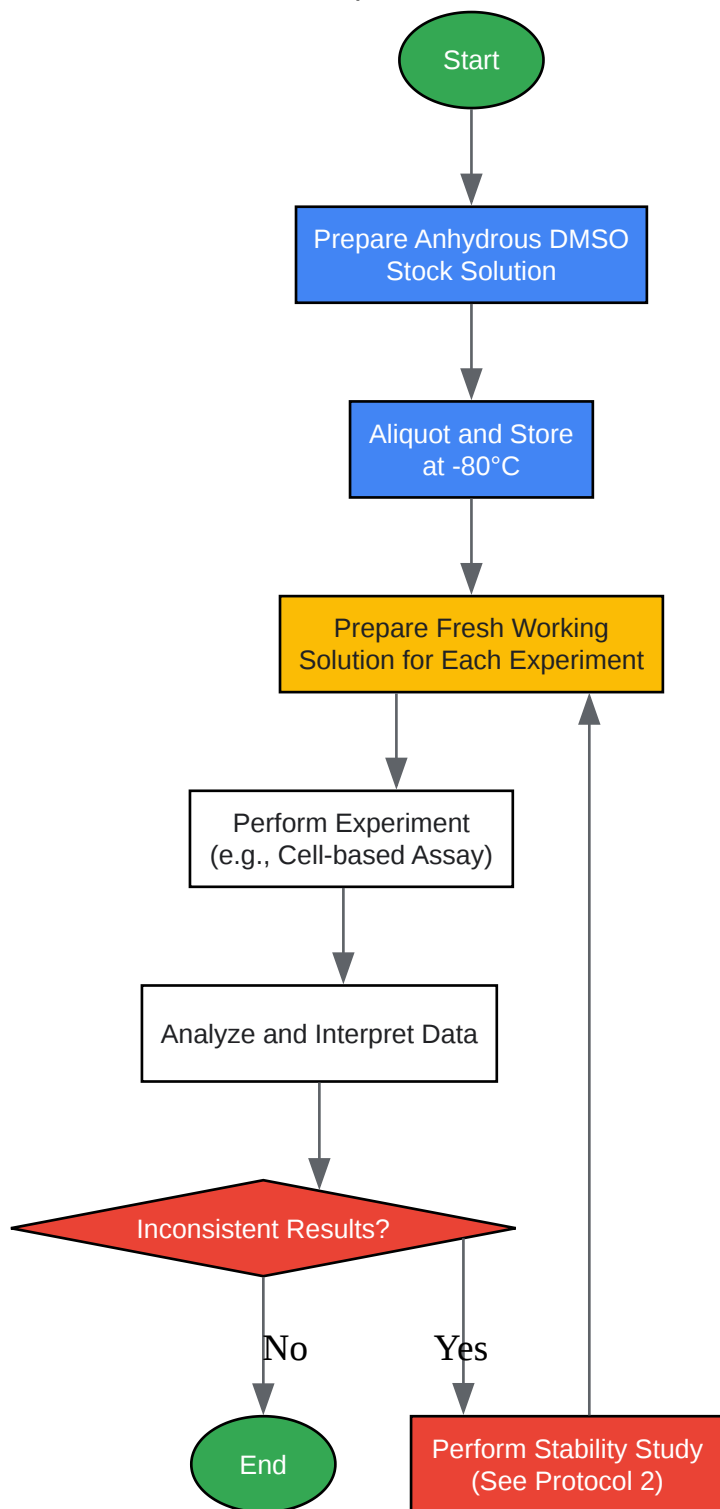 Start
Prepare Anhydrous DMSO
Stock Solution
Aliquot and Store
at -80°C
Prepare Fresh Working
Solution for Each Experiment
Perform Experiment
(e.g., Cell-based Assay)
Analyze and Interpret Data
Inconsistent Results?
No
Yes
End
Perform Stability Study
(See Protocol 2)